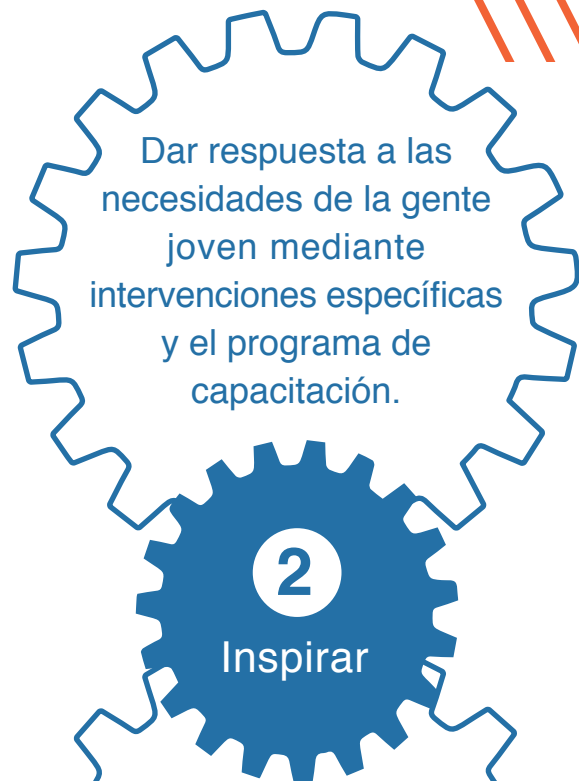 Dar respuesta a las
necesidades de la gente
joven mediante
intervenciones específicas
y el programa de
capacitación.
2
Inspirar